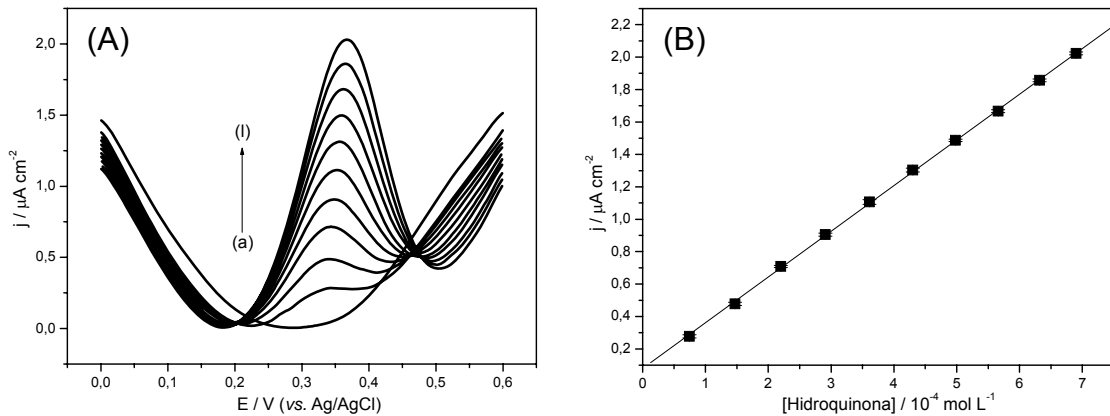 (A)
2,0
1,5
1,0
0,5
0,0
j / µA cm⁻²
(l)
(a)
0,0 0,1 0,2 0,3 0,4 0,5 0,6
E / V (vs. Ag/AgCl)
(B)
2,2
2,0
1,8
1,6
1,4
1,2
1,0
0,8
0,6
0,4
0,2
j / µA cm⁻²
0 1 2 3 4 5 6 7
[Hidroquinona] / 10⁻⁴ mol L⁻¹